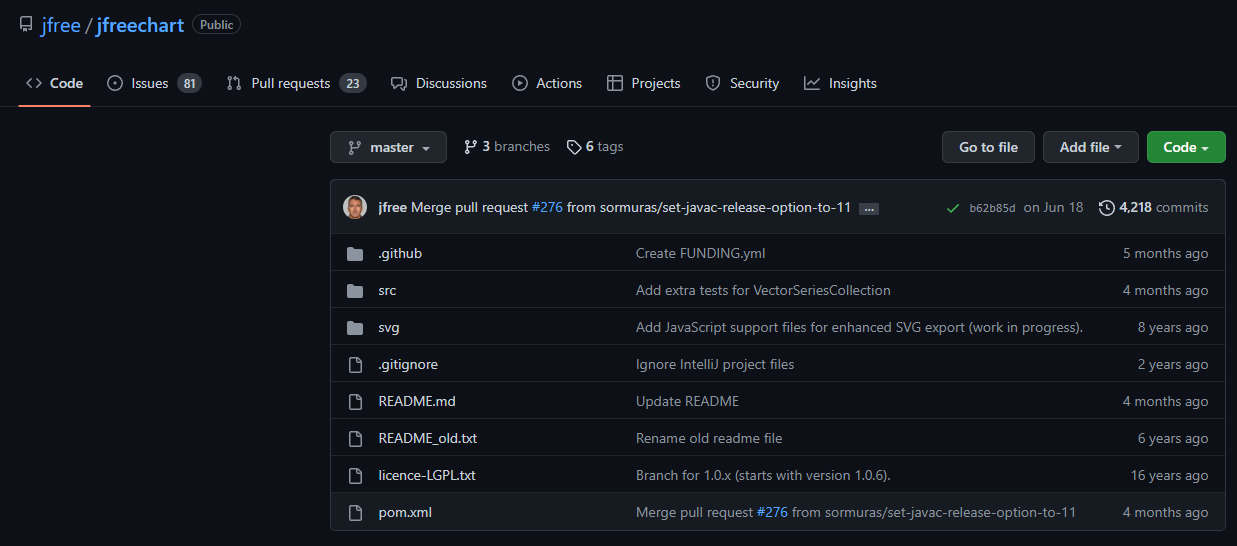 jfree / jfreechart Public
Code Issues 81 Pull requests 23 Discussions Actions Projects Security Insights
master 3 branches 6 tags Go to file Add file Code
jfree Merge pull request #276 from sormuras/set-javac-release-option-to-11 ... b62b85d on Jun 18 4,218 commits
.github Create FUNDING.yml 5 months ago
src Add extra tests for VectorSeriesCollection 4 months ago
svg Add JavaScript support files for enhanced SVG export (work in progress). 8 years ago
.gitignore Ignore IntelliJ project files 2 years ago
README.md Update README 4 months ago
README_old.txt Rename old readme file 6 years ago
licence-LGPL.txt Branch for 1.0.x (starts with version 1.0.6). 16 years ago
pom.xml Merge pull request #276 from sormuras/set-javac-release-option-to-11 4 months ago